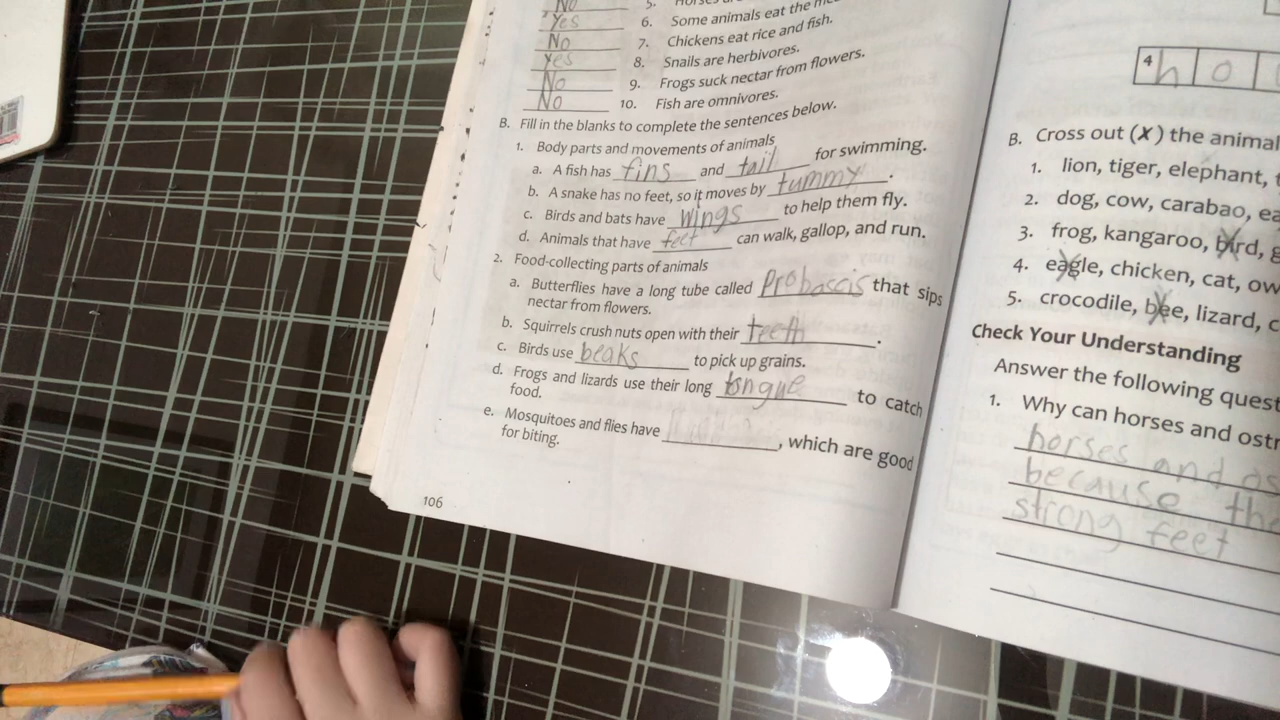 No
Yes 6. Some animals eat the
No 7. Chickens eat rice and fish.
Yes 8. Snails are herbivores.
No 9. Frogs suck nectar from flowers.
No 10. Fish are omnivores.
B. Fill in the blanks to complete the sentences below.
1. Body parts and movements of animals
a. A fish has fins and tail for swimming.
b. A snake has no feet, so it moves by tummy.
c. Birds and bats have wings to help them fly.
d. Animals that have feet can walk, gallop, and run.
2. Food-collecting parts of animals
a. Butterflies have a long tube called Proboscis that sips
nectar from flowers.
b. Squirrels crush nuts open with their teeth.
c. Birds use beaks to pick up grains.
d. Frogs and lizards use their long tongue to catch
food.
e. Mosquitoes and flies have , which are good
for biting.
106
4 h o
B. Cross out (✗) the animal
1. lion, tiger, elephant,
2. dog, cow, carabao,
3. frog, kangaroo, bird,
4. eagle, chicken, cat,
5. crocodile, bee, lizard,
Check Your Understanding
Answer the following
1. Why can horses and
horses and
because
strong feet